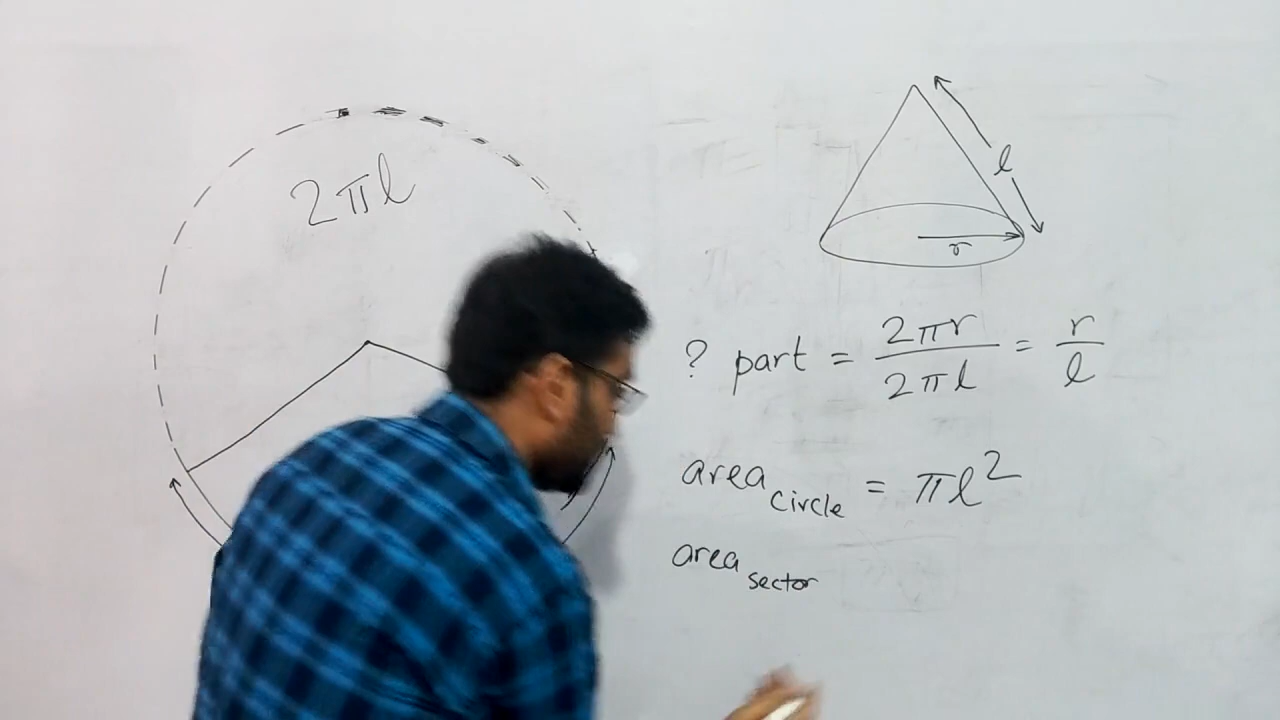 2πl
l
r
? part = 2πr / 2πl = r / l
area circle = πl²
area sector